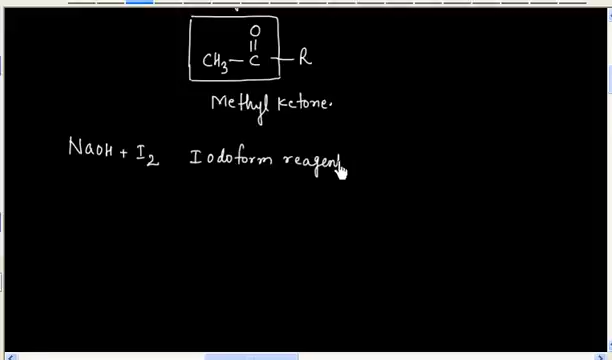 O
||
CH3—C—R
Methyl Ketone.
NaOH + I2 Iodoform reagent